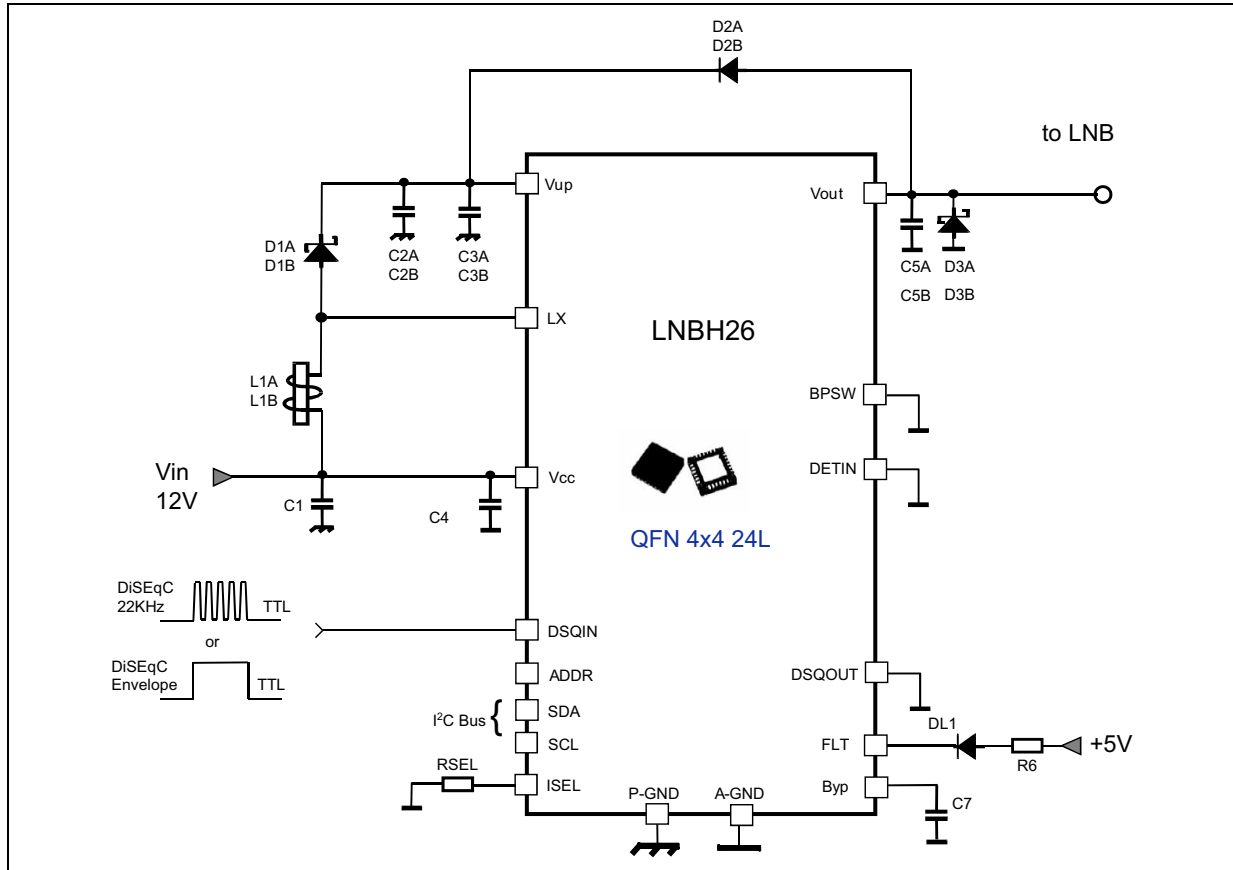 D2A
D2B
to LNB
Vup
Vout
D1A
D1B
C2A
C2B
C3A
C3B
C5A
C5B
D3A
D3B
LX
LNBH26
L1A
L1B
BPSW
Vin
12V
Vcc
DETIN
C1
C4
QFN 4x4 24L
DiSEqC
22KHz
TTL
or
DiSEqC
Envelope
TTL
DSQIN
ADDR
DSQOUT
I²C Bus {
SDA
SCL
DL1
FLT
+5V
R6
RSEL
ISEL
P-GND
A-GND
Byp
C7